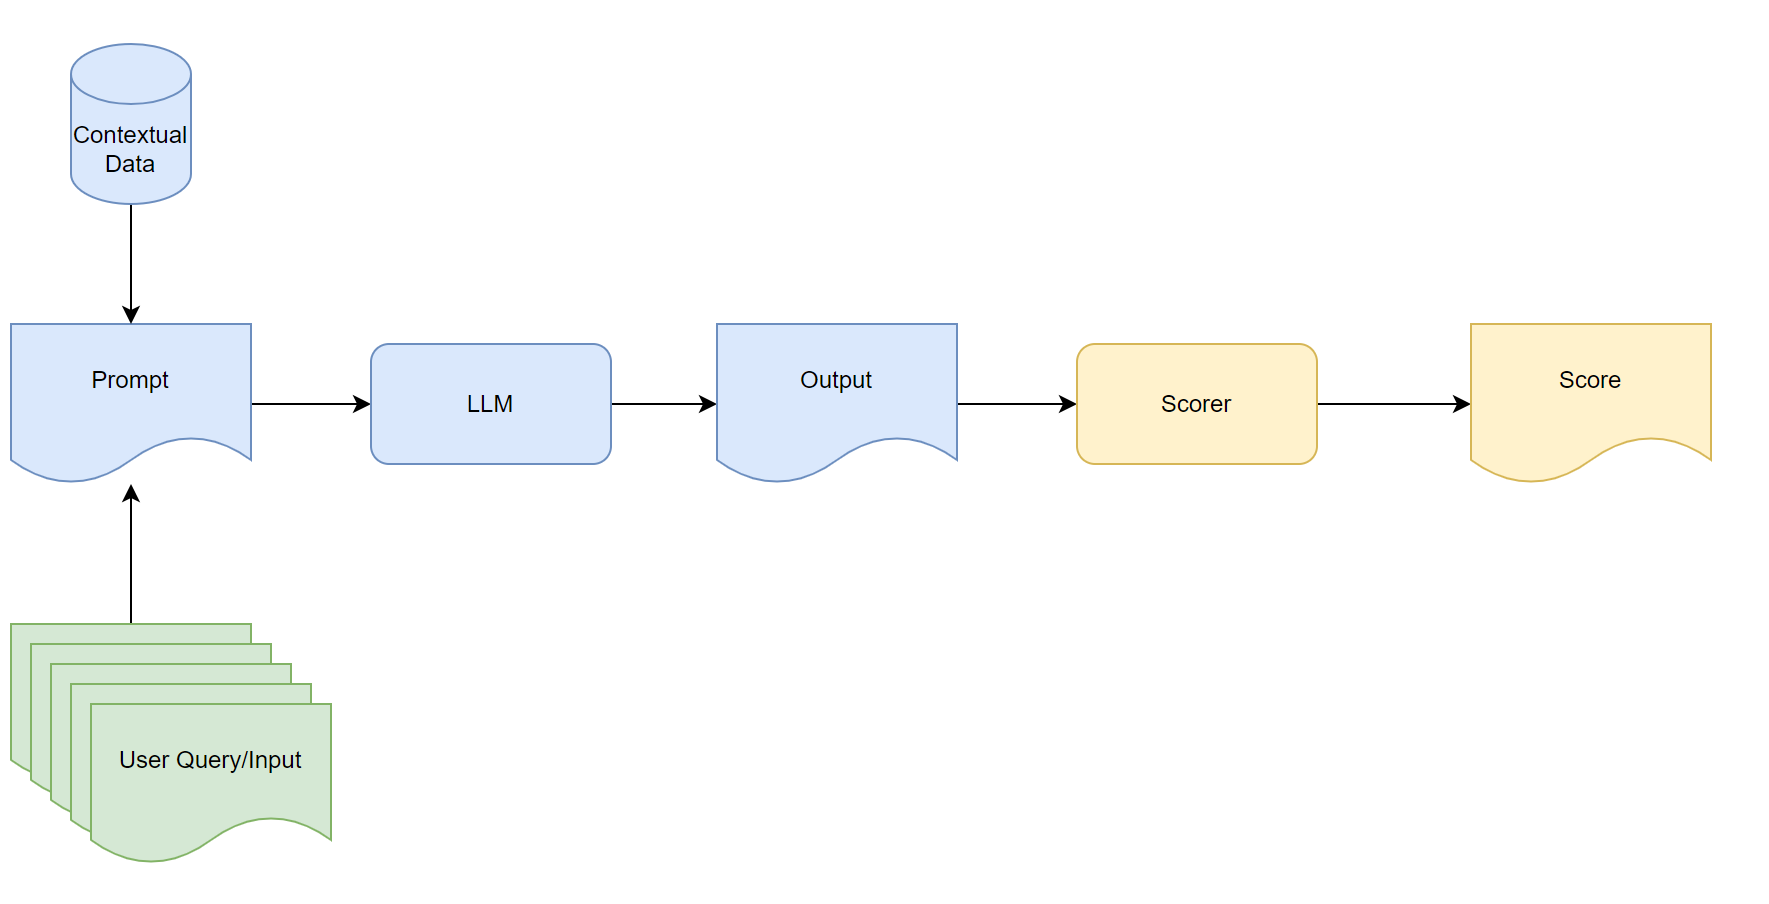 Contextual
Data
Prompt
LLM
Output
Scorer
Score
User Query/Input